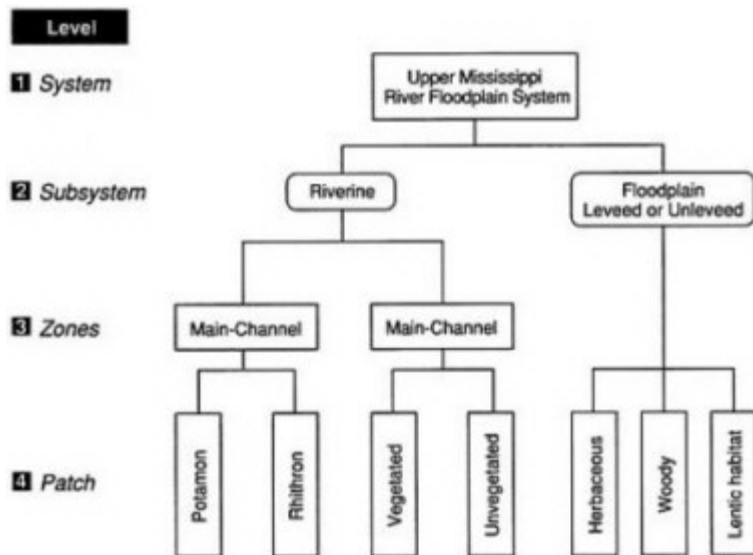 Level
1 System
Upper Mississippi
River Floodplain System
2 Subsystem
Riverine
Floodplain
Leveed or Unleveed
3 Zones
Main-Channel
Main-Channel
4 Patch
Potamon
Rhithron
Vegetated
Unvegetated
Herbaceous
Woody
Lentic habitat